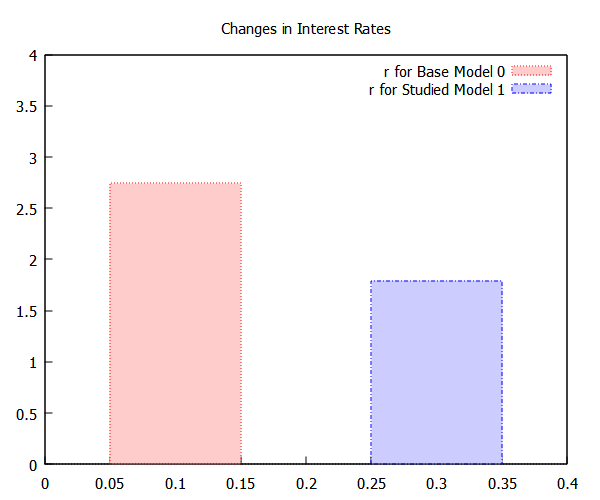 Changes in Interest Rates
r for Base Model 0
r for Studied Model 1
4
3.5
3
2.5
2
1.5
1
0.5
0
0 0.05 0.1 0.15 0.2 0.25 0.3 0.35 0.4